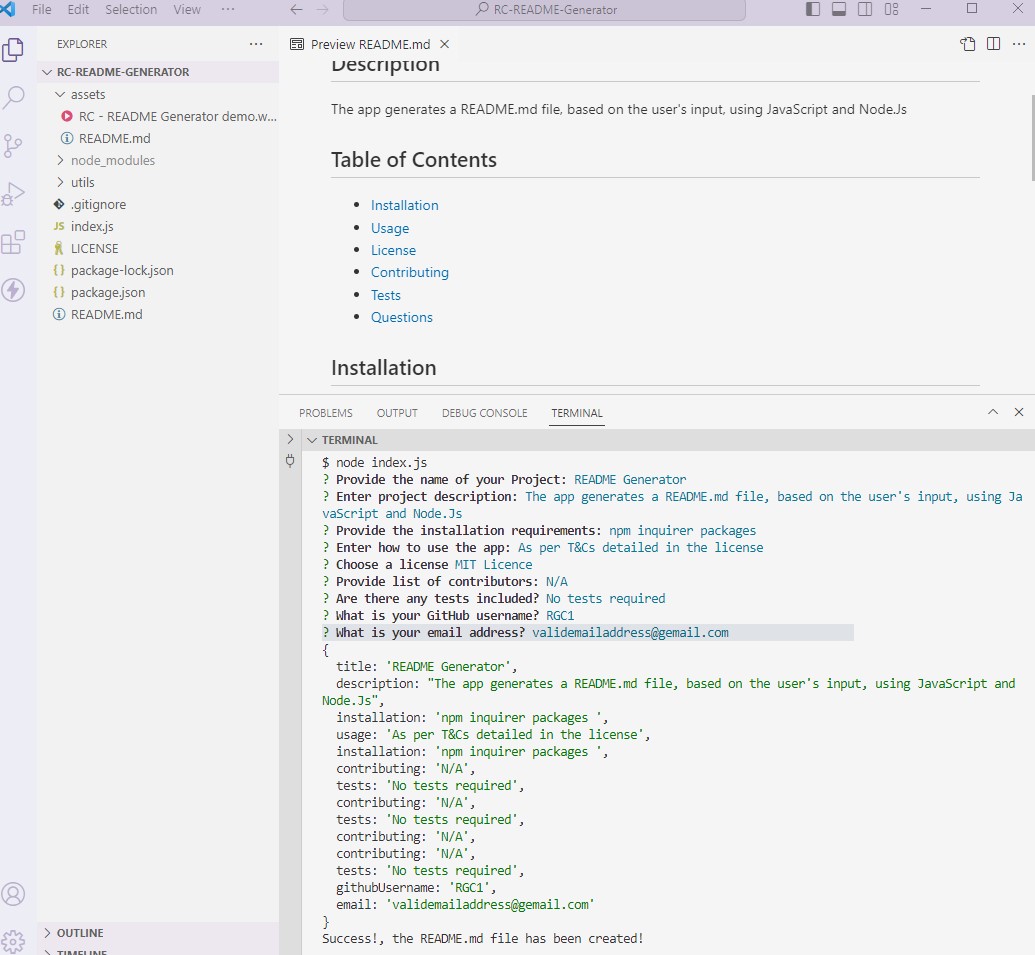 File Edit Selection View ···
RC-README-Generator
EXPLORER
Preview README.md
RC-README-GENERATOR
assets
RC - README Generator demo.w...
README.md
node_modules
utils
.gitignore
JS index.js
LICENSE
{} package-lock.json
{} package.json
README.md
OUTLINE
TIMELINE
Description
The app generates a README.md file, based on the user's input, using JavaScript and Node.Js
Table of Contents
• Installation
• Usage
• License
• Contributing
• Tests
• Questions
Installation
PROBLEMS OUTPUT DEBUG CONSOLE TERMINAL
TERMINAL
$ node index.js
? Provide the name of your Project: README Generator
? Enter project description: The app generates a README.md file, based on the user's input, using Ja
vaScript and Node.Js
? Provide the installation requirements: npm inquirer packages
? Enter how to use the app: As per T&Cs detailed in the license
? Choose a license MIT Licence
? Provide list of contributors: N/A
? Are there any tests included? No tests required
? What is your GitHub username? RGC1
? What is your email address? validemailaddress@gemail.com
{
title: 'README Generator',
description: "The app generates a README.md file, based on the user's input, using JavaScript and
Node.Js",
installation: 'npm inquirer packages ',
usage: 'As per T&Cs detailed in the license',
installation: 'npm inquirer packages ',
contributing: 'N/A',
tests: 'No tests required',
contributing: 'N/A',
tests: 'No tests required',
contributing: 'N/A',
contributing: 'N/A',
tests: 'No tests required',
githubUsername: 'RGC1',
email: 'validemailaddress@gemail.com'
}
Success!, the README.md file has been created!